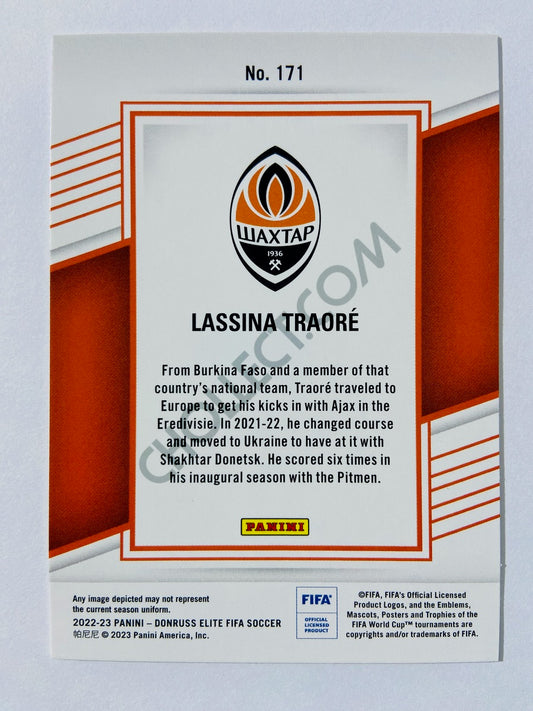 No. 171
ШАХТАР
1936
LASSINA TRAORÉ
From Burkina Faso and a member of that
country's national team, Traoré traveled to
Europe to get his kicks in with Ajax in the
Eredivisie. In 2021-22, he changed course
and moved to Ukraine to have at it with
Shakhtar Donetsk. He scored six times in
his inaugural season with the Pitmen.
CHOLLECT.COM
PANINI
Any image depicted may not represent
the current season uniform.
2022-23 PANINI – DONRUSS ELITE FIFA SOCCER
帕尼尼 © 2023 Panini America, Inc.
FIFA®
OFFICIAL
LICENSED
PRODUCT
©FIFA, FIFA's Official Licensed
Product Logos, and the Emblems,
Mascots, Posters and Trophies of the
FIFA World Cup™ tournaments are
copyrights and/or trademarks of FIFA.